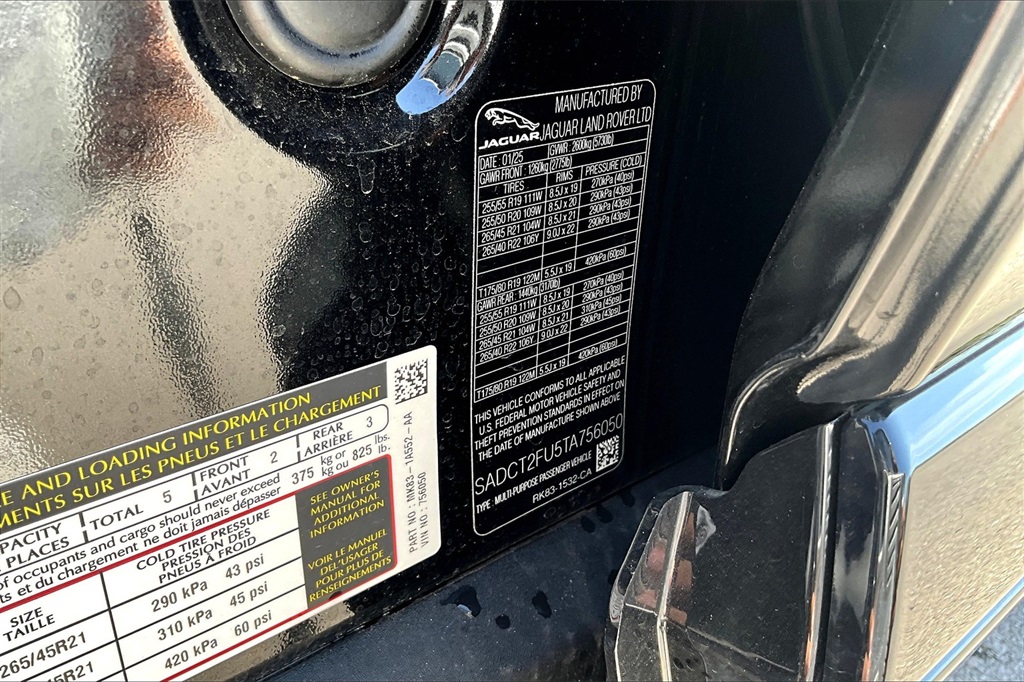 JAGUAR
MANUFACTURED BY
JAGUAR LAND ROVER LTD
DATE : 01/25 GVWR : 2600kg (5730lb)
GAWR FRONT : 1260kg (2775lb)
TIRES RIMS PRESSURE (COLD)
255/55 R19 111W 8.5J x 19 270kPa (40psi)
255/50 R20 109W 8.5J x 20 290kPa (43psi)
265/45 R21 104W 8.5J x 21 290kPa (43psi)
265/40 R22 106Y 9.0J x 22 290kPa (43psi)
T175/80 R19 122M 5.5J x 19 420kPa (60psi)
GAWR REAR : 1440kg (3170lb)
255/55 R19 111W 8.5J x 19 270kPa (40psi)
255/50 R20 109W 8.5J x 20 290kPa (43psi)
265/45 R21 104W 8.5J x 21 310kPa (45psi)
265/40 R22 106Y 9.0J x 22 290kPa (43psi)
T175/80 R19 122M 5.5J x 19 420kPa (60psi)
THIS VEHICLE CONFORMS TO ALL APPLICABLE
U.S. FEDERAL MOTOR VEHICLE SAFETY AND
THEFT PREVENTION STANDARDS IN EFFECT ON
THE DATE OF MANUFACTURE SHOWN ABOVE
SADCT2FU5TA756050
TYPE : MULTI-PURPOSE PASSENGER VEHICLE
RK83-1532-CA
E AND LOADING INFORMATION
EMENTS SUR LES PNEUS ET LE CHARGEMENT
PACITY TOTAL 5 FRONT 2 REAR 3
PLACES AVANT ARRIÈRE
of occupants and cargo should never exceed 375 kg or 825 lbs.
ts et du chargement ne doit jamais dépasser kg ou lb.
SIZE COLD TIRE PRESSURE
TAILLE PRESSION DES
PNEUS À FROID
265/45R21 290 kPa 43 psi
5R21 310 kPa 45 psi
420 kPa 60 psi
SEE OWNER'S
MANUAL FOR
ADDITIONAL
INFORMATION
VOIR LE MANUEL
DEL'USAGER
POUR PLUS DE
RENSEIGNEMENTS
PART NO : MK83-1A552-AA
VIN NO : 756050